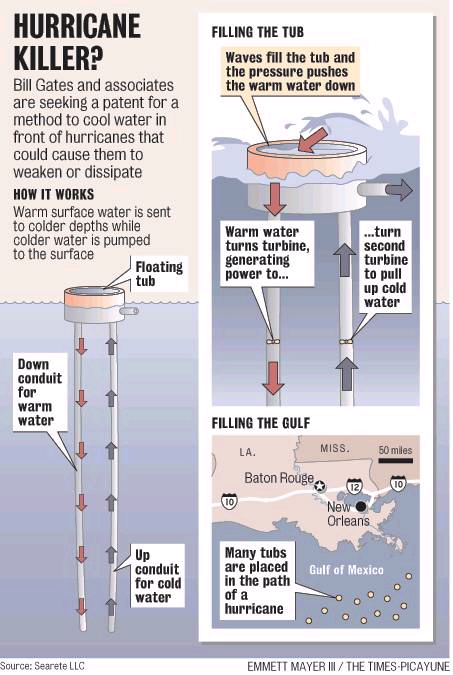 HURRICANE
KILLER?
Bill Gates and associates
are seeking a patent for a
method to cool water in
front of hurricanes that
could cause them to
weaken or dissipate
HOW IT WORKS
Warm surface water is sent
to colder depths while
colder water is pumped
to the surface
Floating
tub
Down
conduit
for
warm
water
Up
conduit
for cold
water
FILLING THE TUB
Waves fill the tub and
the pressure pushes
the warm water down
Warm water
turns turbine,
generating
power to...
...turn
second
turbine
to pull
up cold
water
FILLING THE GULF
LA.
MISS.
50 miles
Baton Rouge
12
10
10
New
Orleans
Many tubs
are placed
in the path
of a
hurricane
Gulf of Mexico
Source: Searete LLC
EMMETT MAYER III / THE TIMES-PICAYUNE